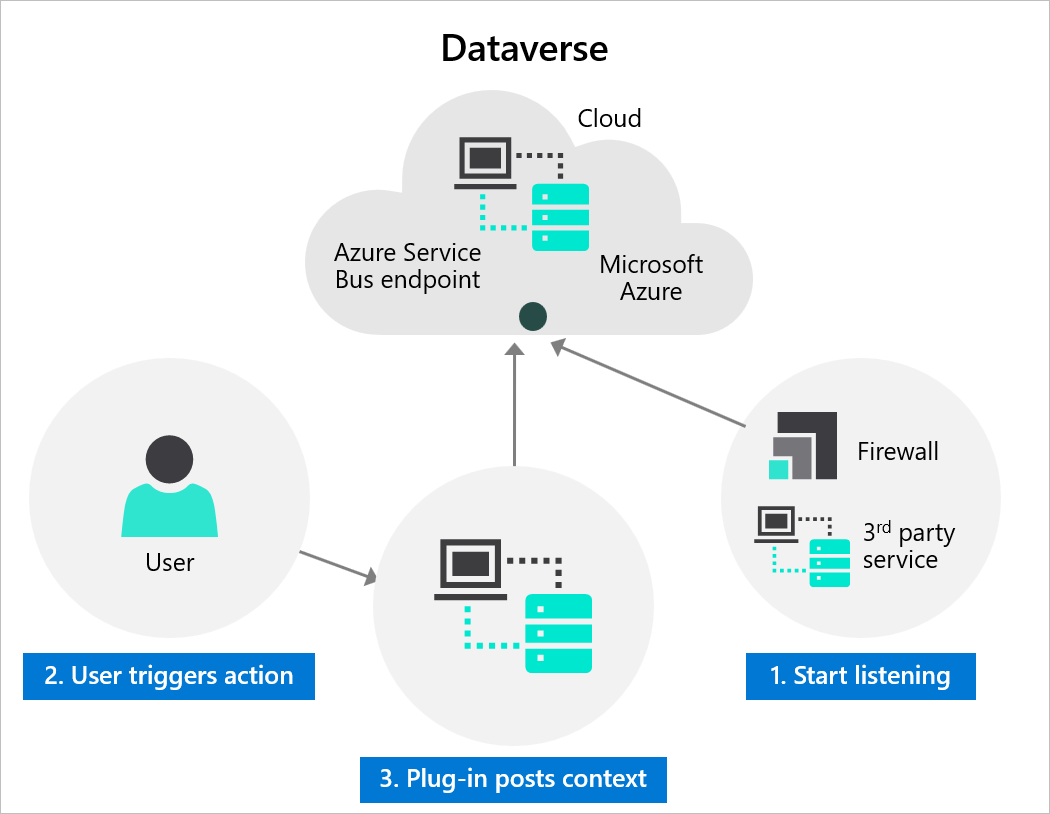 Dataverse
Cloud
Azure Service
Bus endpoint
Microsoft
Azure
Firewall
3rd party
service
User
2. User triggers action
1. Start listening
3. Plug-in posts context